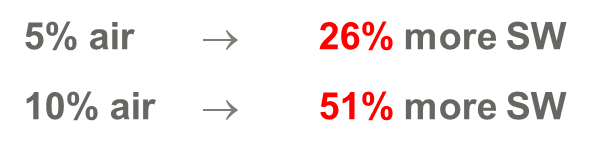 5% air → 26% more SW
10% air → 51% more SW